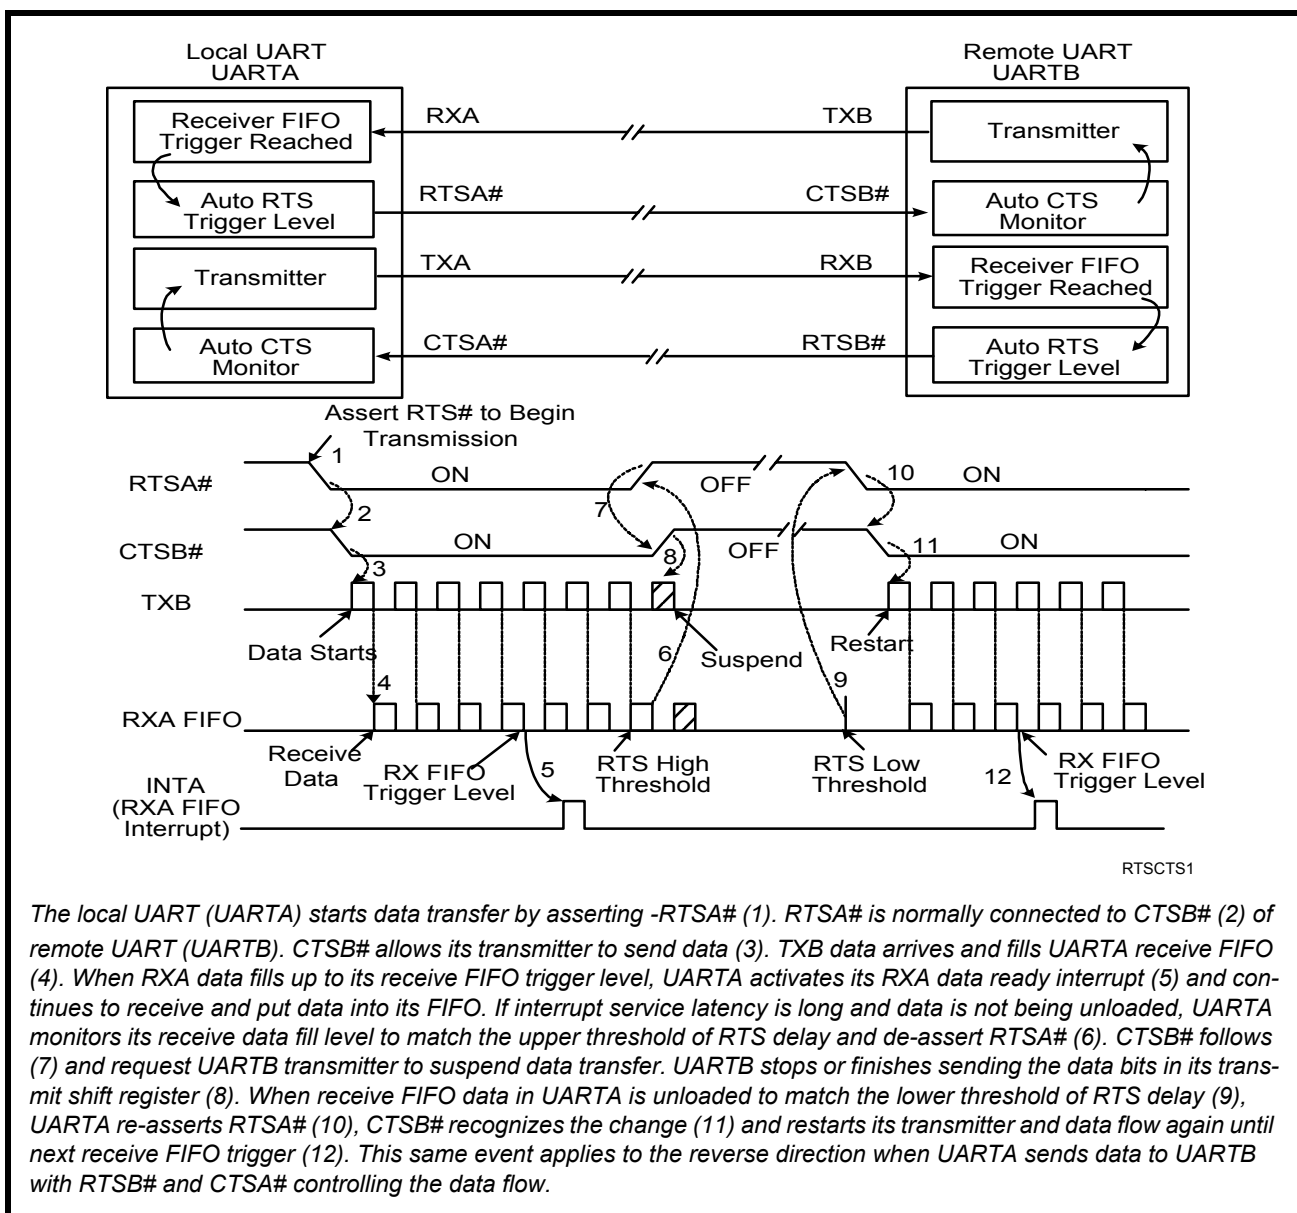 Local UART
UARTA
Remote UART
UARTB
Receiver FIFO
Trigger Reached
RXA
TXB
Transmitter
Auto RTS
Trigger Level
RTSA#
CTSB#
Auto CTS
Monitor
Transmitter
TXA
RXB
Receiver FIFO
Trigger Reached
Auto CTS
Monitor
CTSA#
RTSB#
Auto RTS
Trigger Level
Assert RTS# to Begin
Transmission
RTSA#
1
ON
7
OFF
10
ON
2
CTSB#
3
ON
8
OFF
11
ON
TXB
Data Starts
6
Suspend
Restart
4
9
RXA FIFO
Receive
Data
RX FIFO
Trigger Level
5
RTS High
Threshold
RTS Low
Threshold
12
RX FIFO
Trigger Level
INTA
(RXA FIFO
Interrupt)
RTSCTS1
The local UART (UARTA) starts data transfer by asserting -RTSA# (1). RTSA# is normally connected to CTSB# (2) of
remote UART (UARTB). CTSB# allows its transmitter to send data (3). TXB data arrives and fills UARTA receive FIFO
(4). When RXA data fills up to its receive FIFO trigger level, UARTA activates its RXA data ready interrupt (5) and con-
tinues to receive and put data into its FIFO. If interrupt service latency is long and data is not being unloaded, UARTA
monitors its receive data fill level to match the upper threshold of RTS delay and de-assert RTSA# (6). CTSB# follows
(7) and request UARTB transmitter to suspend data transfer. UARTB stops or finishes sending the data bits in its trans-
mit shift register (8). When receive FIFO data in UARTA is unloaded to match the lower threshold of RTS delay (9),
UARTA re-asserts RTSA# (10), CTSB# recognizes the change (11) and restarts its transmitter and data flow again until
next receive FIFO trigger (12). This same event applies to the reverse direction when UARTA sends data to UARTB
with RTSB# and CTSA# controlling the data flow.